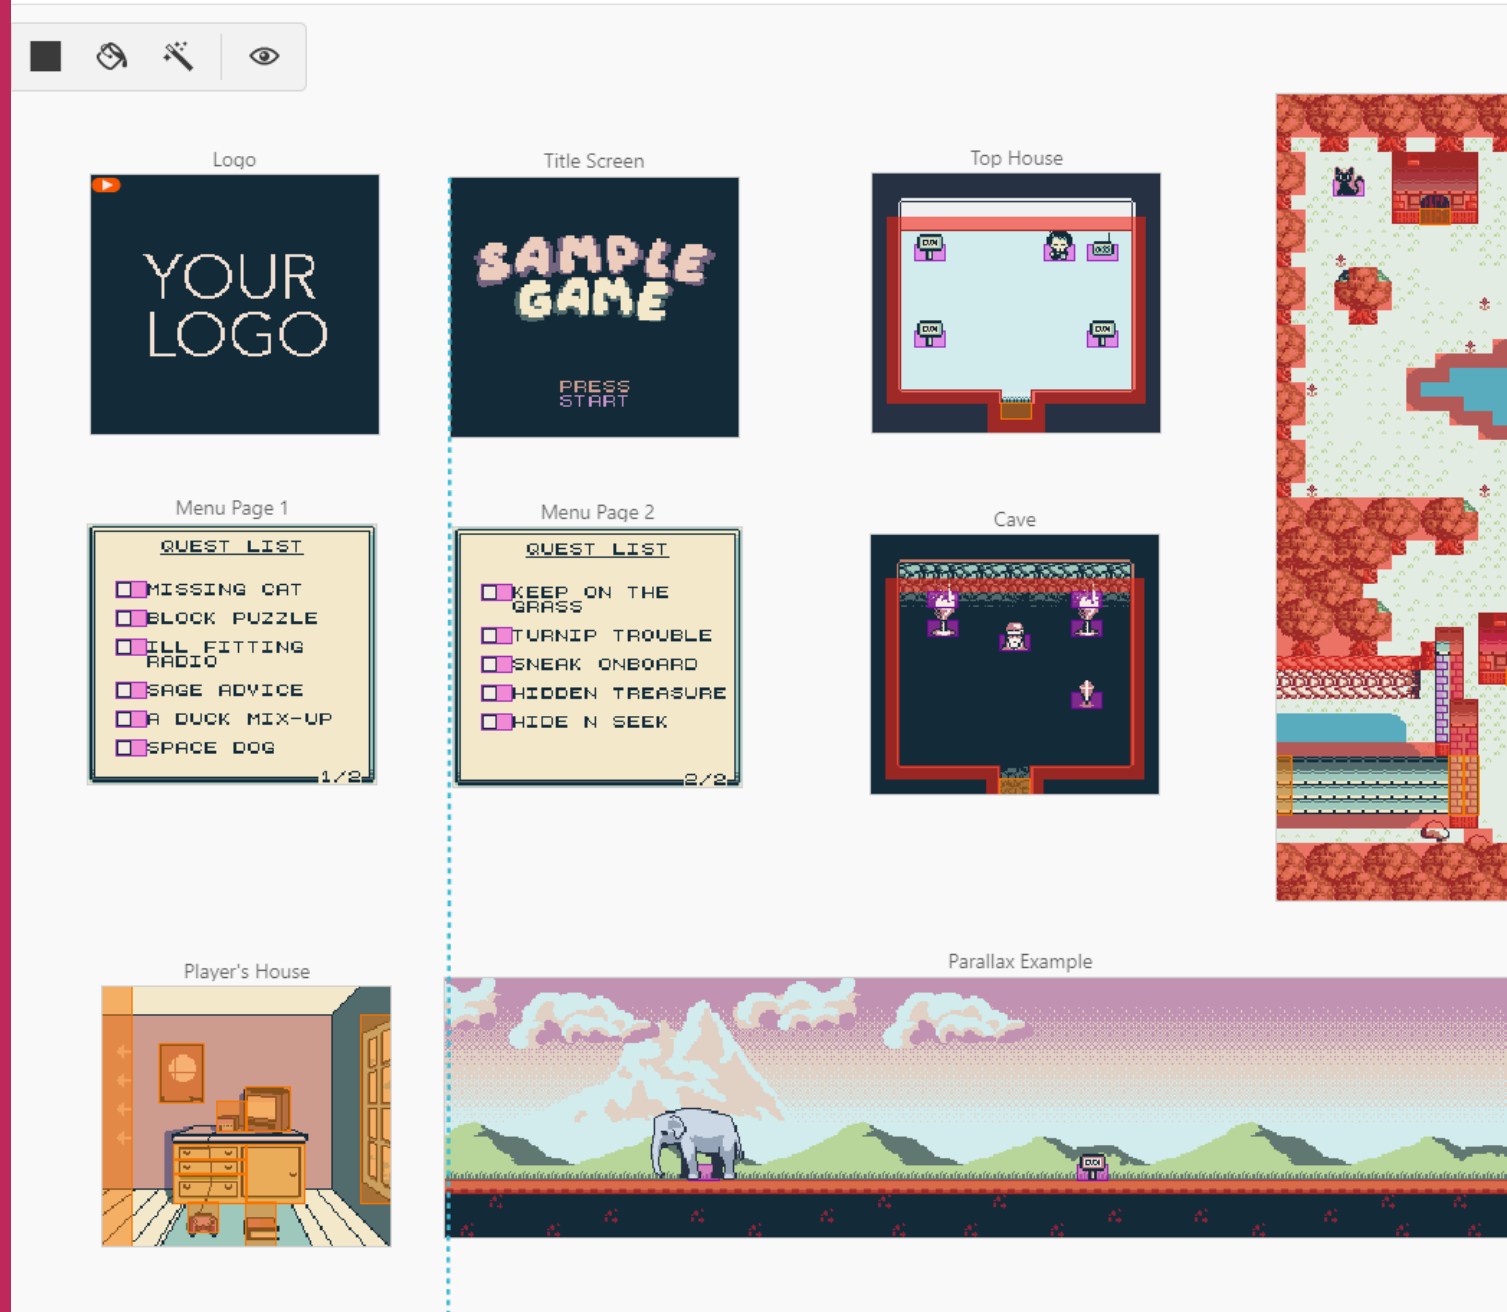 Logo
YOUR
LOGO
Title Screen
SAMPLE
GAME
PRESS
START
Top House
Menu Page 1
QUEST LIST
MISSING CAT
BLOCK PUZZLE
ILL FITTING
RADIO
SAGE ADVICE
A DUCK MIX-UP
SPACE DOG
1/2
Menu Page 2
QUEST LIST
KEEP ON THE
GRASS
TURNIP TROUBLE
SNEAK ONBOARD
HIDDEN TREASURE
HIDE N SEEK
2/2
Cave
Player's House
Parallax Example